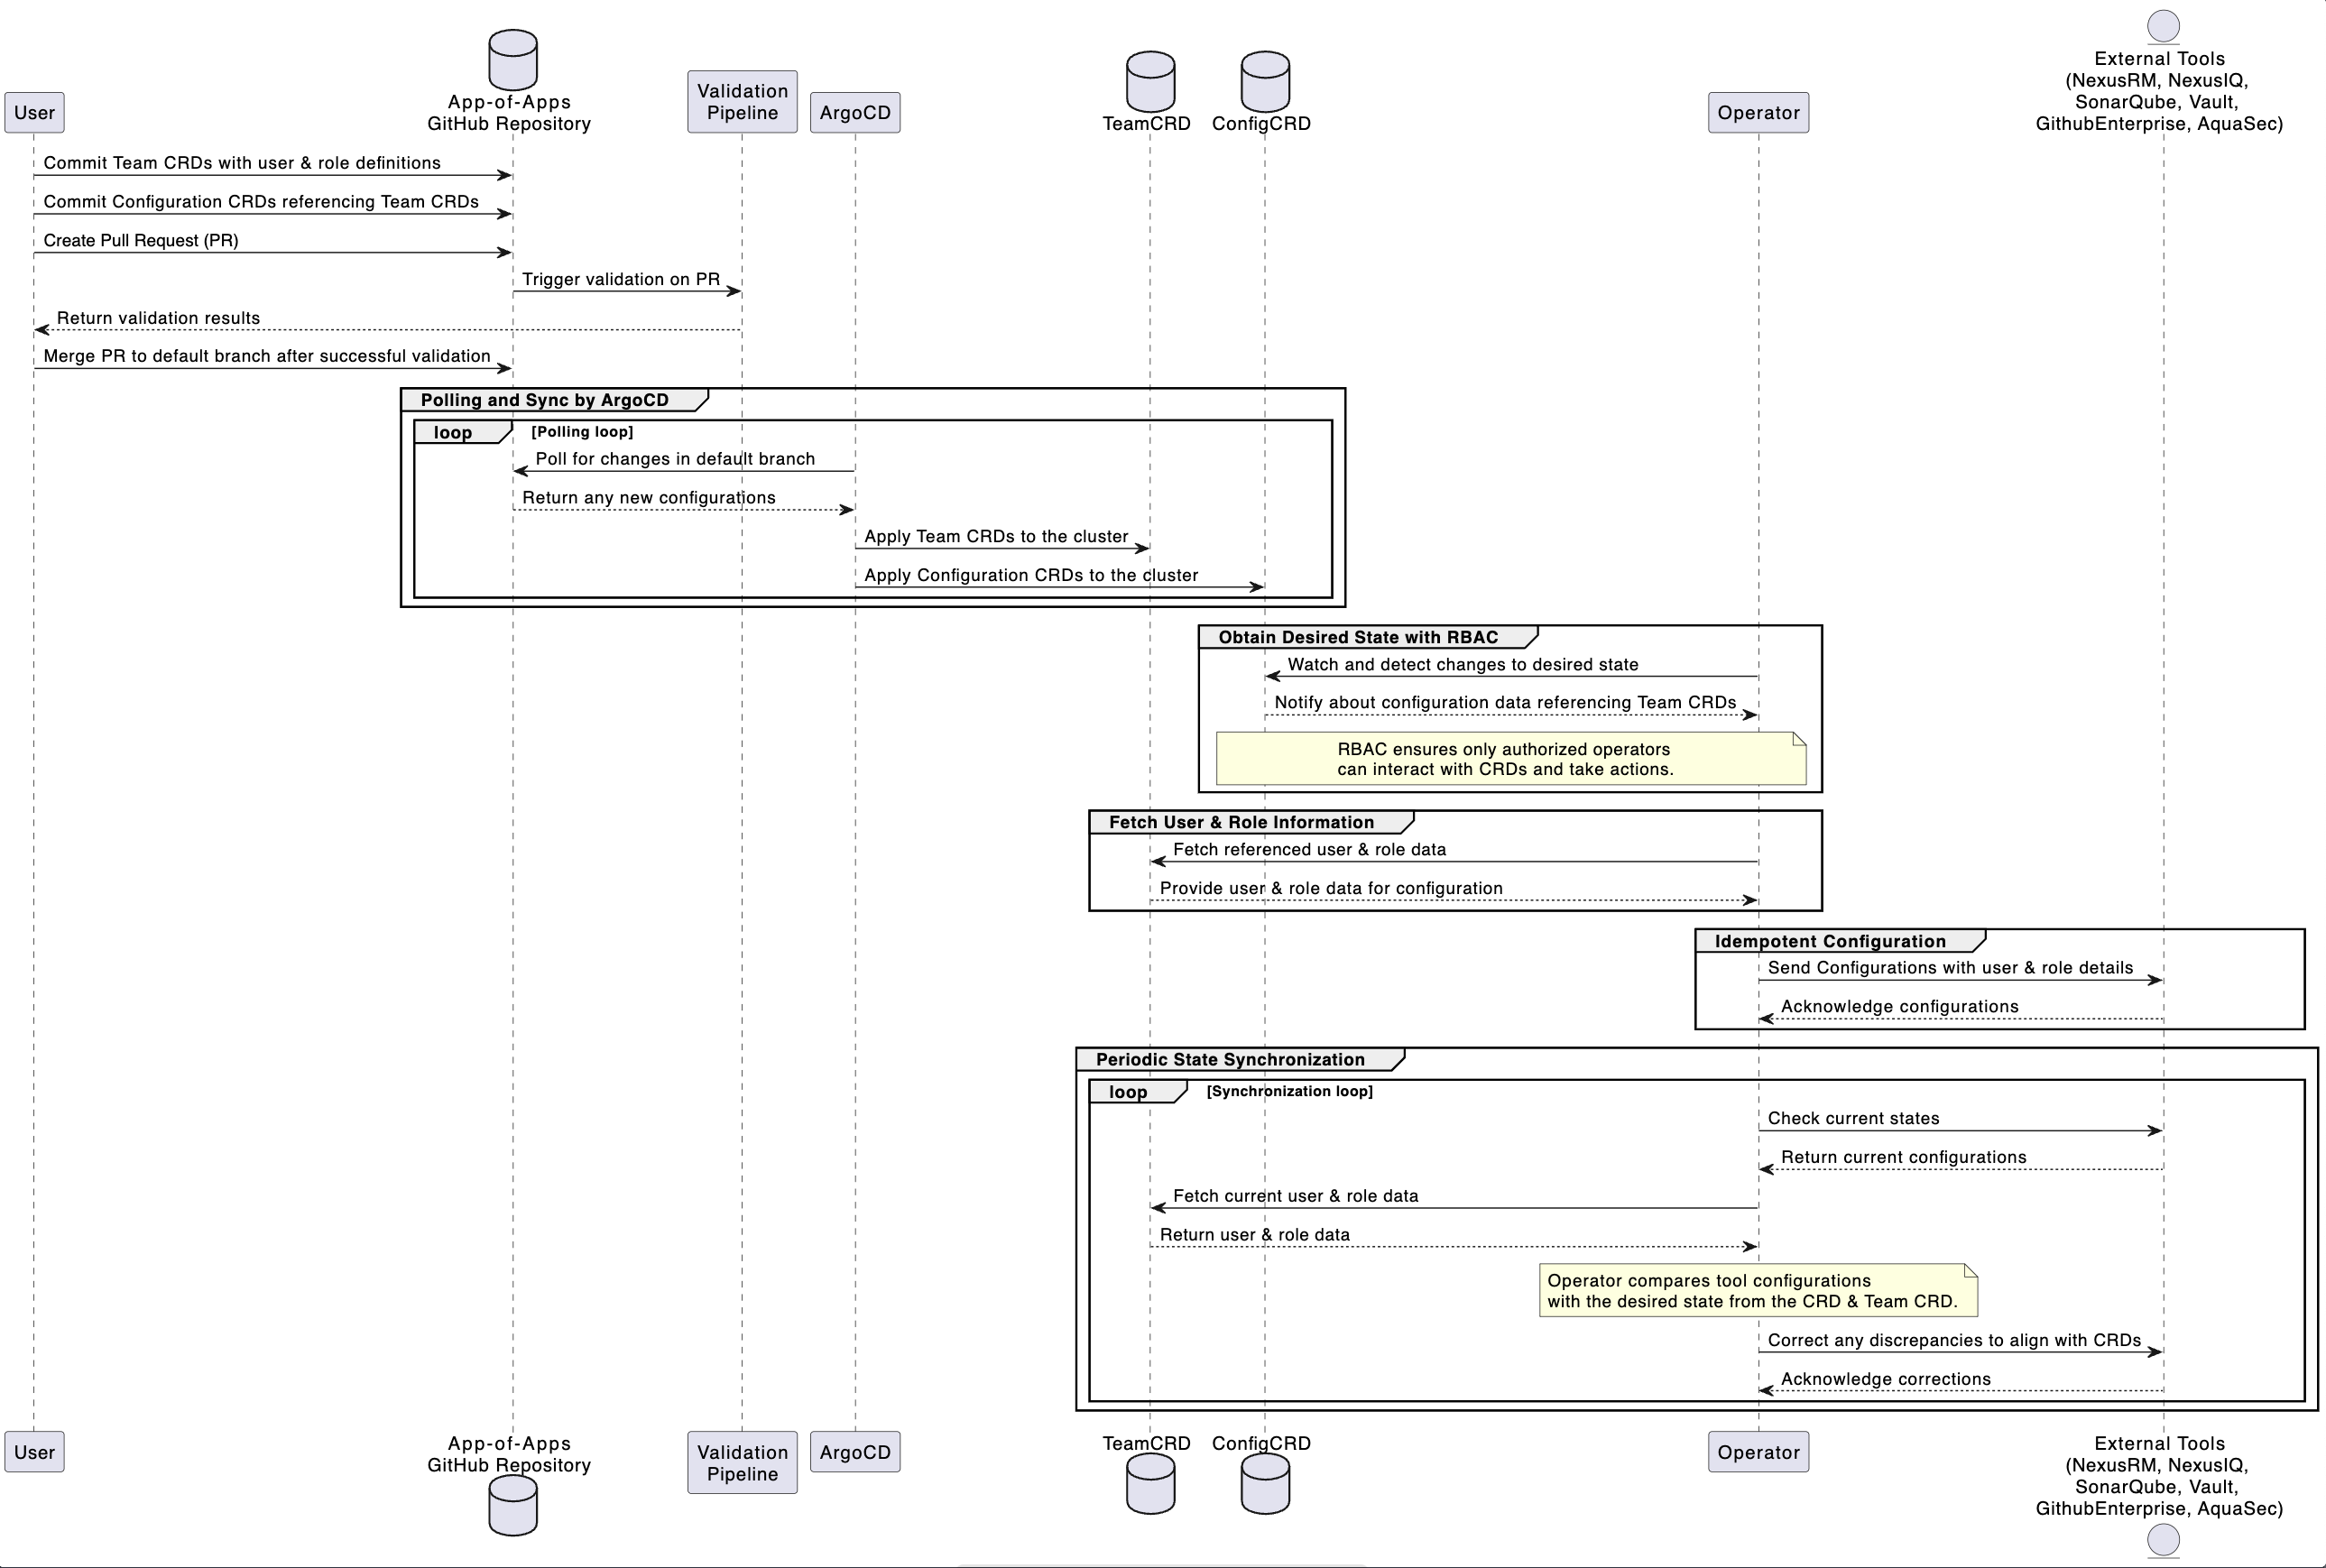 External Tools
(NexusRM, NexusIQ,
SonarQube, Vault,
GithubEnterprise, AquaSec)
User
App-of-Apps
GitHub Repository
Validation
Pipeline
ArgoCD
TeamCRD
ConfigCRD
Operator
Commit Team CRDs with user & role definitions
Commit Configuration CRDs referencing Team CRDs
Create Pull Request (PR)
Trigger validation on PR
Return validation results
Merge PR to default branch after successful validation
Polling and Sync by ArgoCD
loop
[Polling loop]
Poll for changes in default branch
Return any new configurations
Apply Team CRDs to the cluster
Apply Configuration CRDs to the cluster
Obtain Desired State with RBAC
Watch and detect changes to desired state
Notify about configuration data referencing Team CRDs
RBAC ensures only authorized operators
can interact with CRDs and take actions.
Fetch User & Role Information
Fetch referenced user & role data
Provide user & role data for configuration
Idempotent Configuration
Send Configurations with user & role details
Acknowledge configurations
Periodic State Synchronization
loop
[Synchronization loop]
Check current states
Return current configurations
Fetch current user & role data
Return user & role data
Operator compares tool configurations
with the desired state from the CRD & Team CRD.
Correct any discrepancies to align with CRDs
Acknowledge corrections
User
App-of-Apps
GitHub Repository
Validation
Pipeline
ArgoCD
TeamCRD
ConfigCRD
Operator
External Tools
(NexusRM, NexusIQ,
SonarQube, Vault,
GithubEnterprise, AquaSec)